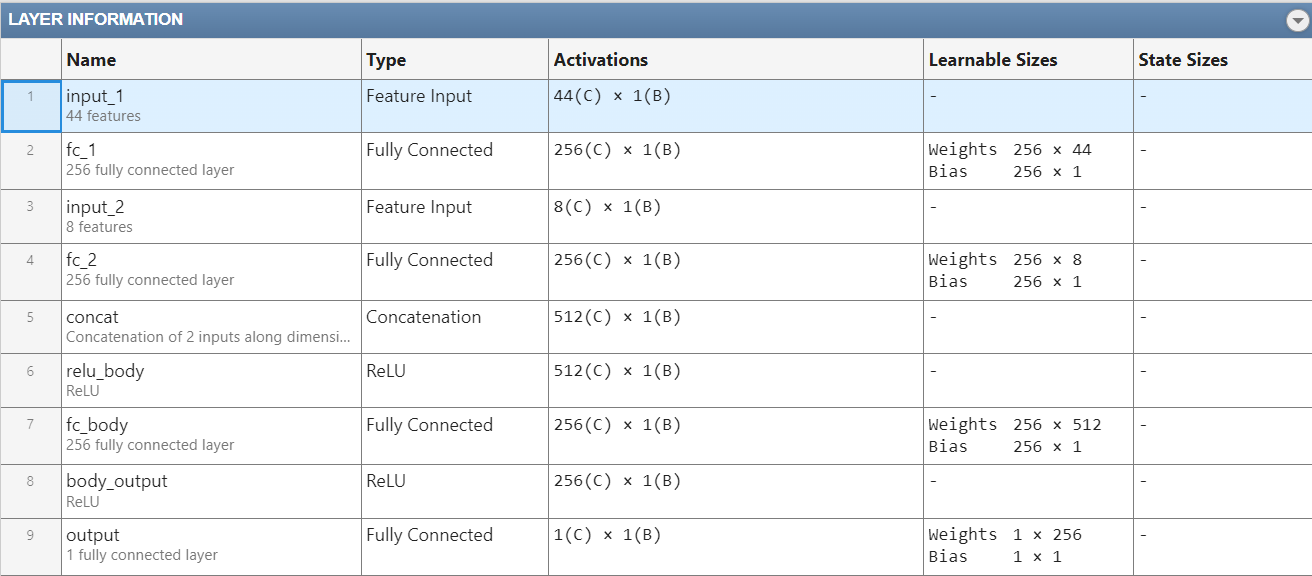 LAYER INFORMATION
Name Type Activations Learnable Sizes State Sizes
1 input_1 Feature Input 44(C) × 1(B) - -
44 features
2 fc_1 Fully Connected 256(C) × 1(B) Weights 256 × 44 -
256 fully connected layer Bias 256 × 1
3 input_2 Feature Input 8(C) × 1(B) - -
8 features
4 fc_2 Fully Connected 256(C) × 1(B) Weights 256 × 8 -
256 fully connected layer Bias 256 × 1
5 concat Concatenation 512(C) × 1(B) - -
Concatenation of 2 inputs along dimensi...
6 relu_body ReLU 512(C) × 1(B) - -
ReLU
7 fc_body Fully Connected 256(C) × 1(B) Weights 256 × 512 -
256 fully connected layer Bias 256 × 1
8 body_output ReLU 256(C) × 1(B) - -
ReLU
9 output Fully Connected 1(C) × 1(B) Weights 1 × 256 -
1 fully connected layer Bias 1 × 1